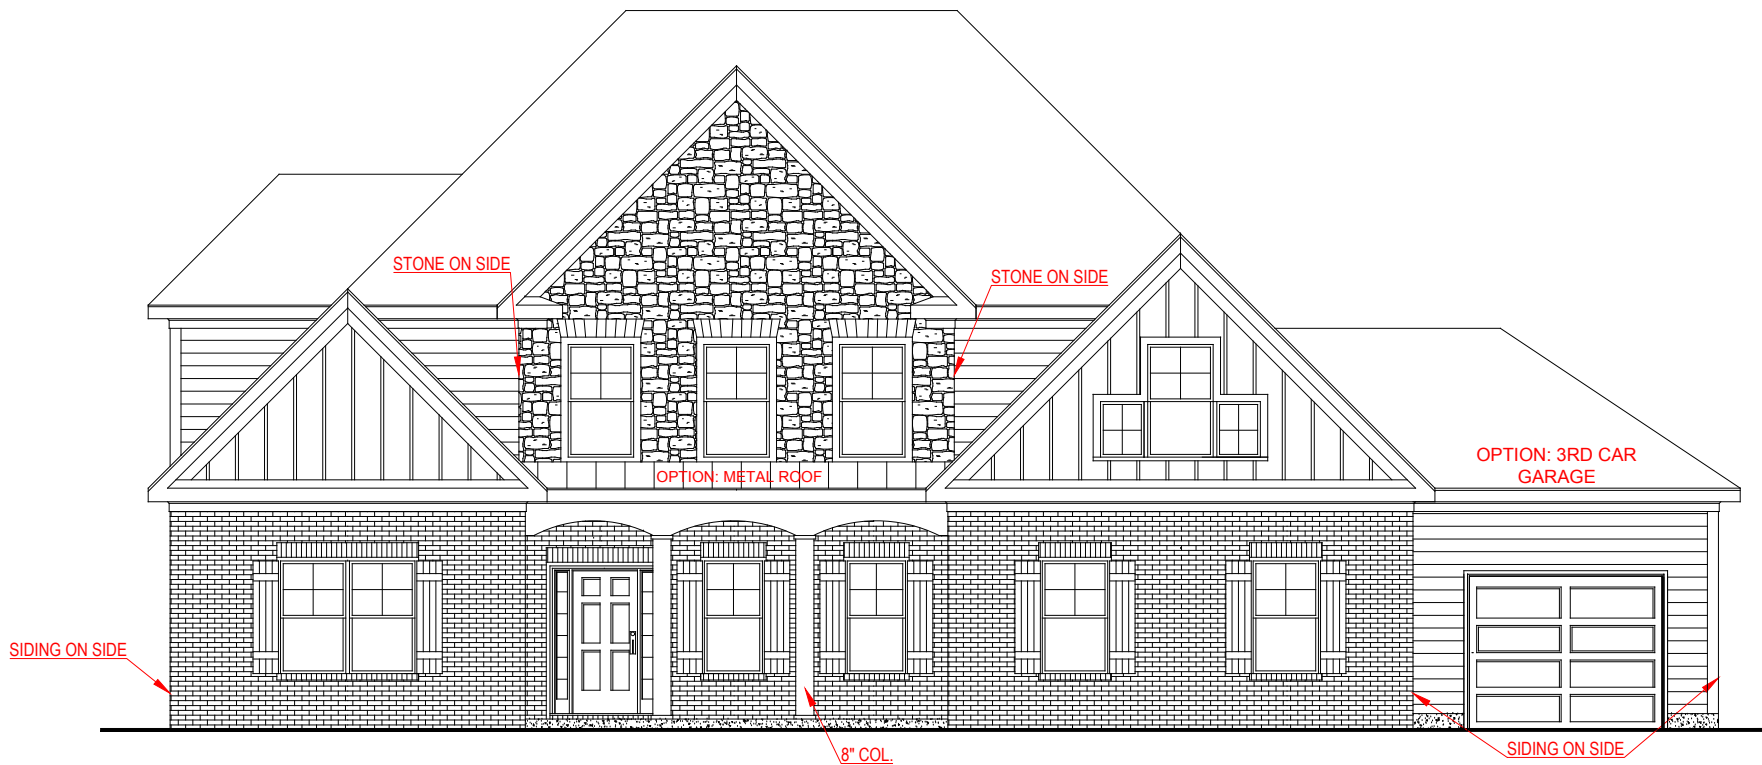 STONE ON SIDE
STONE ON SIDE
OPTION: 3RD CAR
GARAGE
OPTION: METAL ROOF
SIDING ON SIDE
SIDING ON SIDE
8" COL.